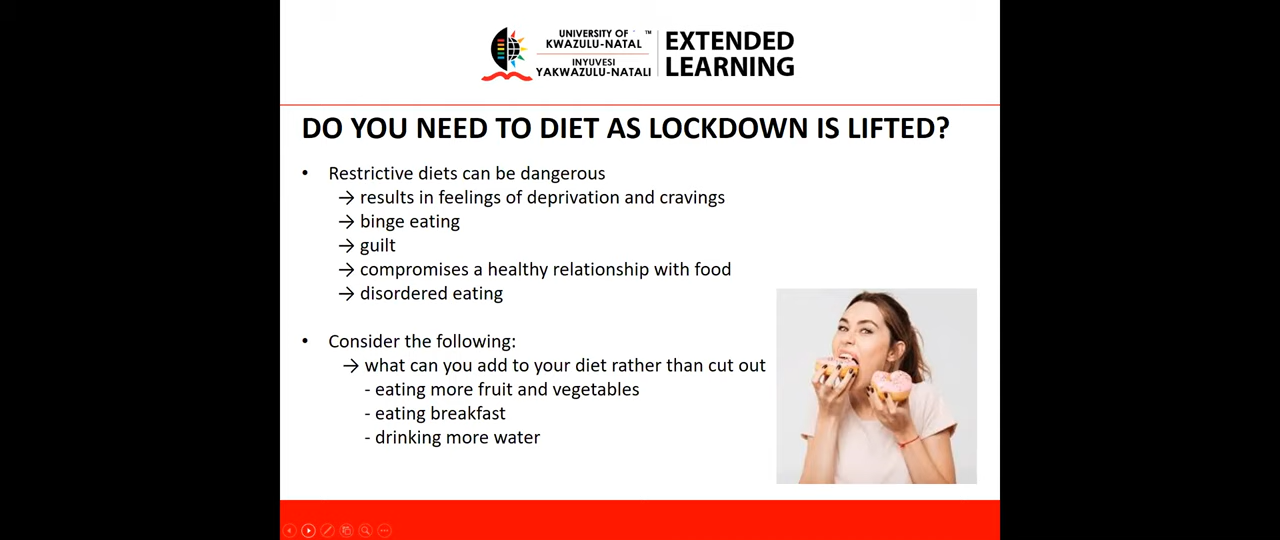 UNIVERSITY OF ™
KWAZULU-NATAL
INYUVESI
YAKWAZULU-NATALI
EXTENDED
LEARNING
DO YOU NEED TO DIET AS LOCKDOWN IS LIFTED?
• Restrictive diets can be dangerous
→ results in feelings of deprivation and cravings
→ binge eating
→ guilt
→ compromises a healthy relationship with food
→ disordered eating
• Consider the following:
→ what can you add to your diet rather than cut out
- eating more fruit and vegetables
- eating breakfast
- drinking more water